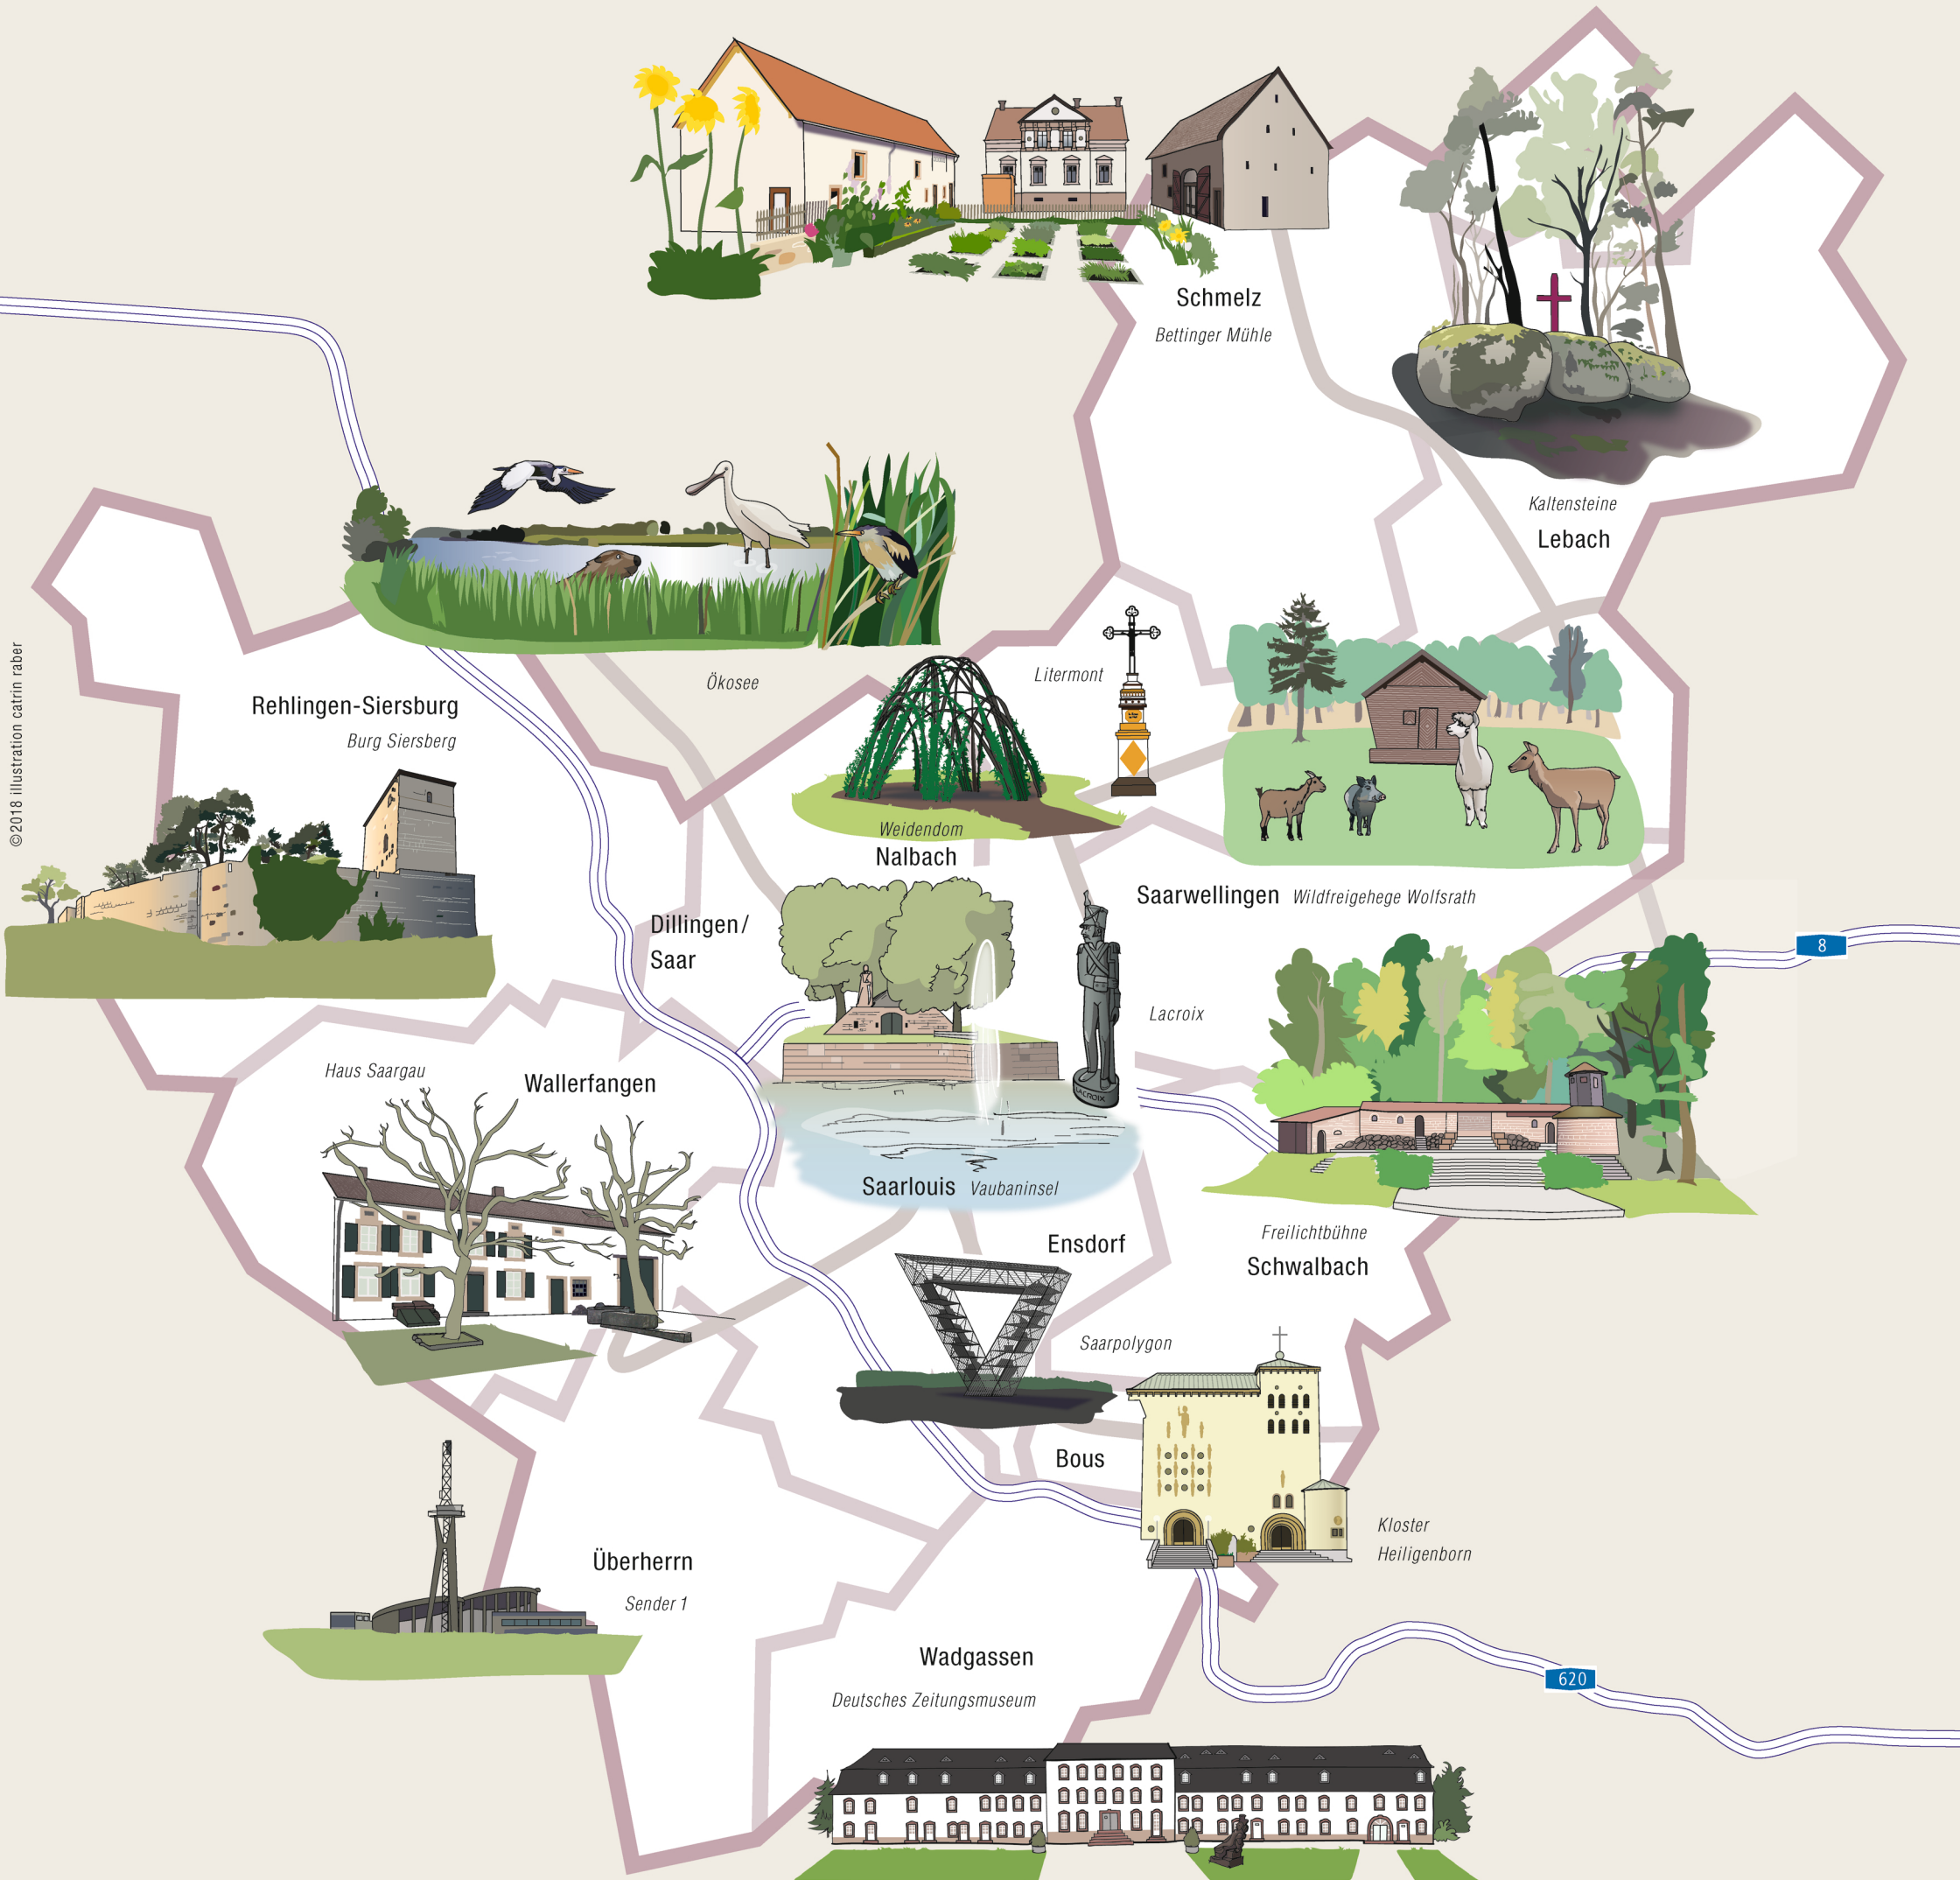 Schmelz
Bettinger Mühle
Kaltensteine
Lebach
Ökosee
Litermont
Rehlingen-Siersburg
Burg Siersberg
©2018 illustration catrin raber
Weidendom
Nalbach
Saarwellingen Wildfreigehege Wolfsrath
Dillingen/
Saar
8
Lacroix
LACROIX
Haus Saargau
Wallerfangen
Saarlouis Vaubaninsel
Freilichtbühne
Schwalbach
Ensdorf
Saarpolygon
Bous
Kloster
Heiligenborn
Überherrn
Sender 1
Wadgassen
Deutsches Zeitungsmuseum
620